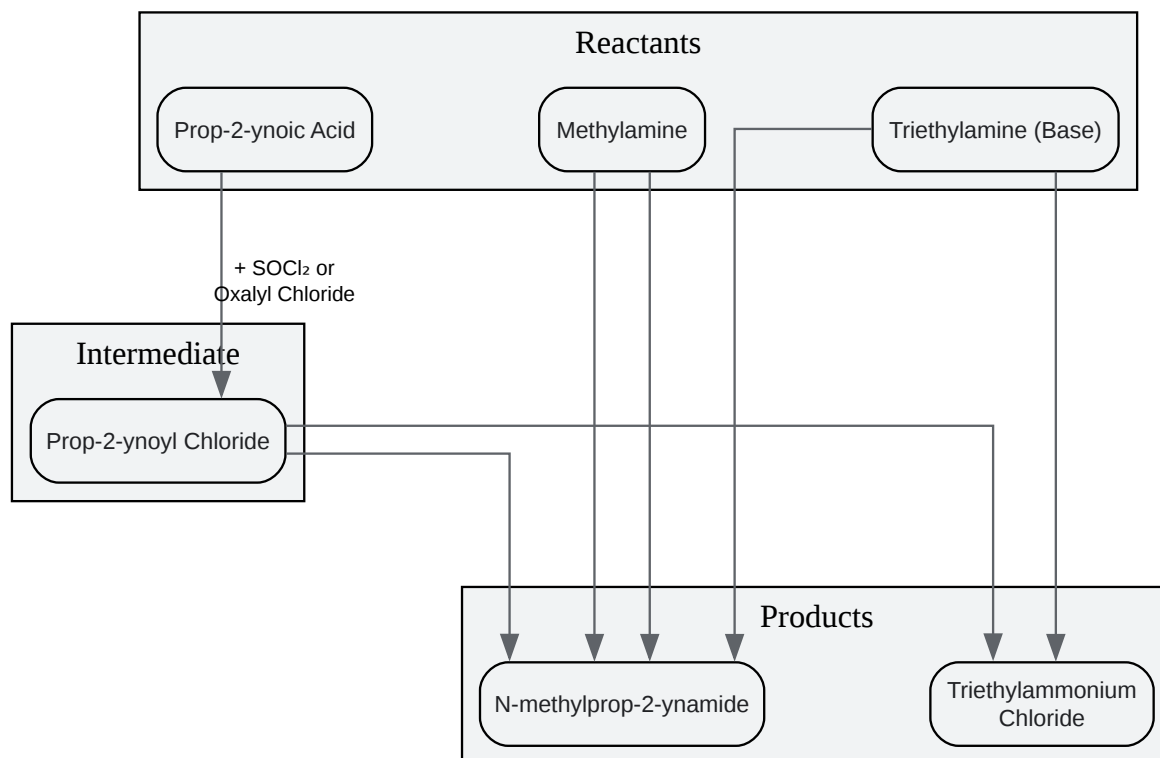 Reactants
Prop-2-ynoic Acid
Methylamine
Triethylamine (Base)
+ SOCl₂ or
Oxalyl Chloride
Intermediate
Prop-2-ynoyl Chloride
Products
N-methylprop-2-ynamide
Triethylammonium
Chloride